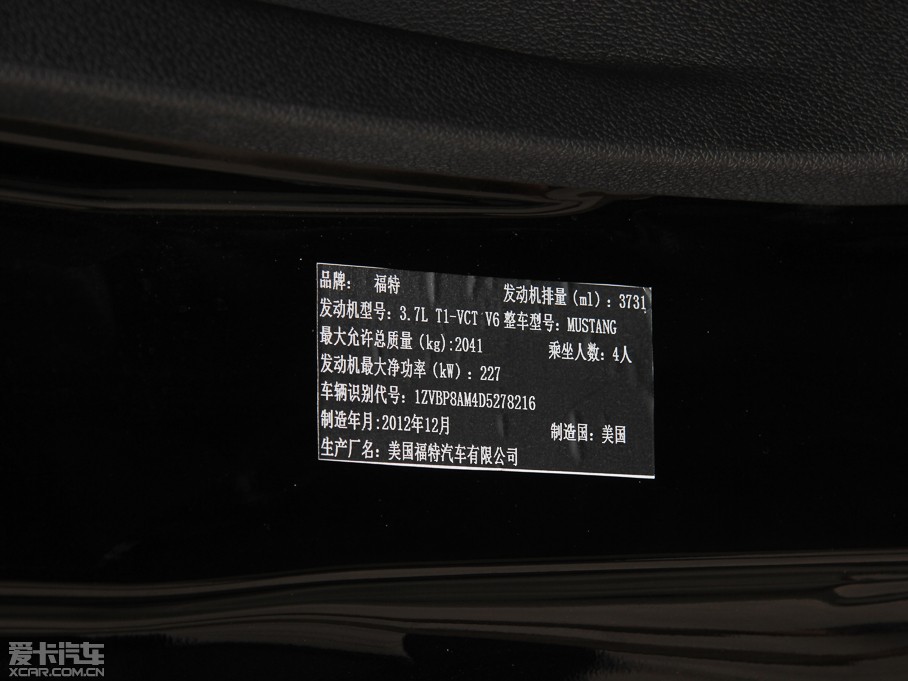 品牌： 福特 发动机排量（ml）：3731
发动机型号：3.7L T1-VCT V6 整车型号：MUSTANG
最大允许总质量（kg):2041 乘坐人数：4人
发动机最大净功率（kW）：227
车辆识别代号：1ZVBP8AM4D5278216
制造年月:2012年12月 制造国：美国
生产厂名：美国福特汽车有限公司
爱卡汽车
XCAR.COM.CN